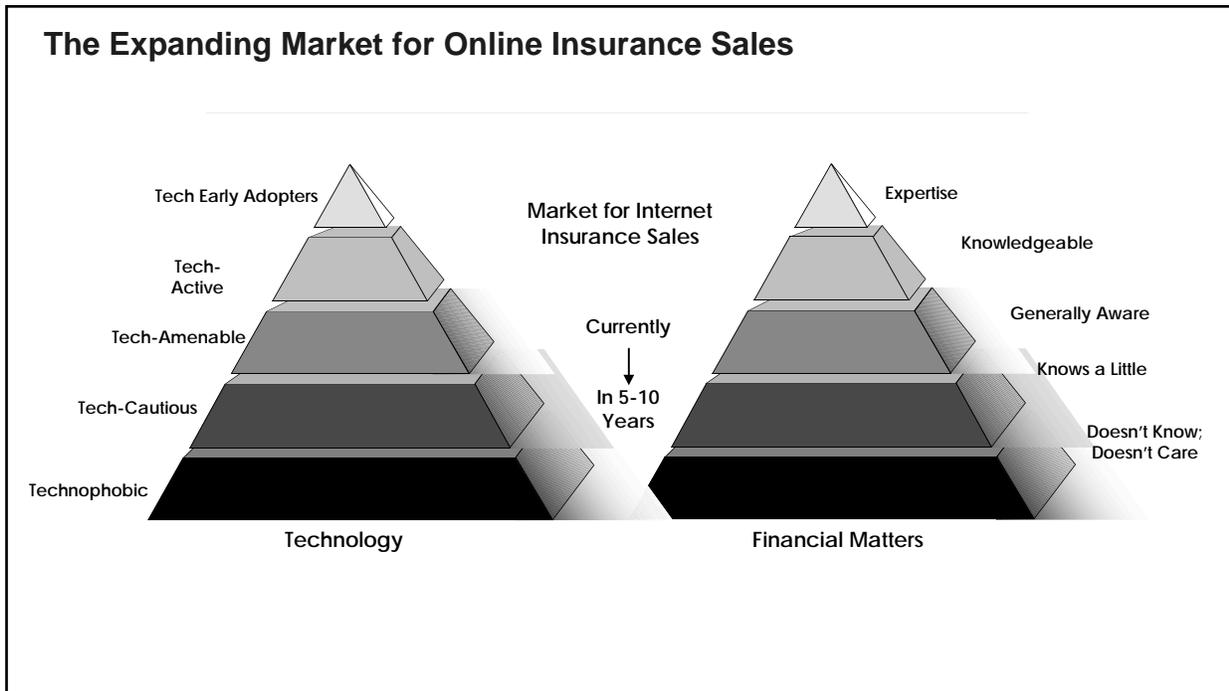 The Expanding Market for Online Insurance Sales
Tech Early Adopters
Tech-
Active
Tech-Amenable
Tech-Cautious
Technophobic
Technology
Market for Internet
Insurance Sales
Currently
In 5-10
Years
Expertise
Knowledgeable
Generally Aware
Knows a Little
Doesn't Know;
Doesn't Care
Financial Matters